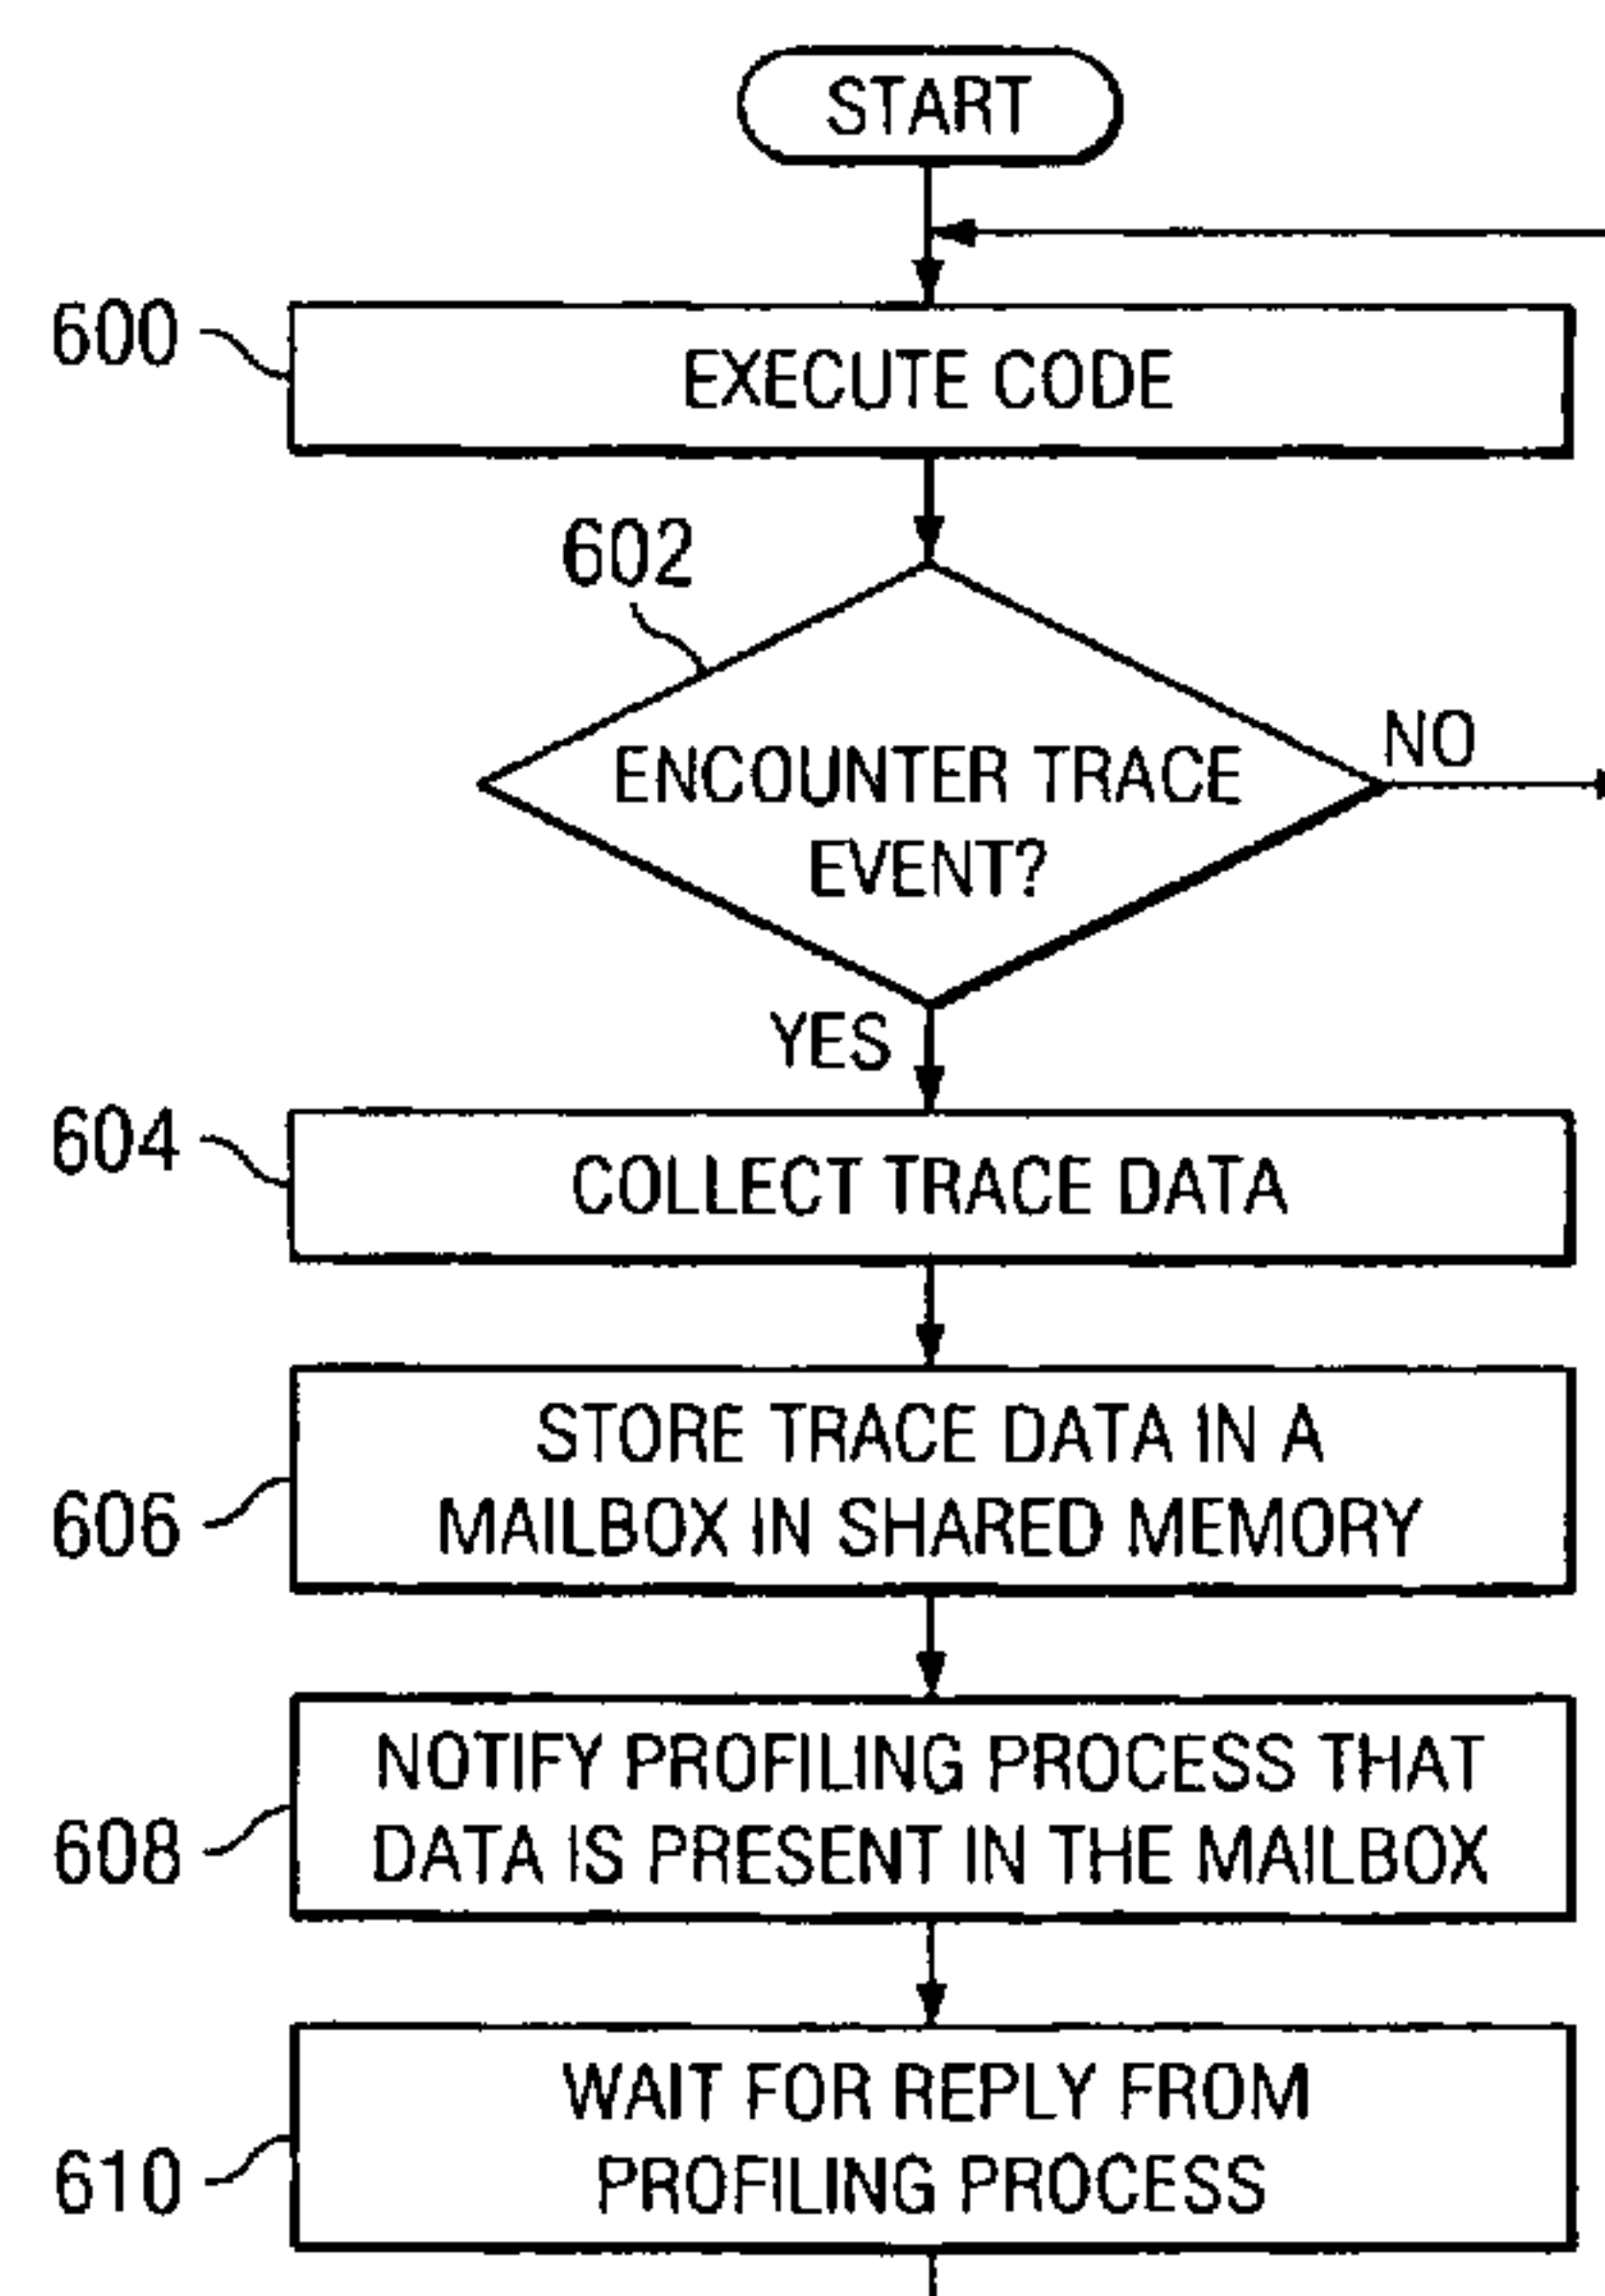 START
600
EXECUTE CODE
602
ENCOUNTER TRACE
EVENT?
NO
YES
604
COLLECT TRACE DATA
606
STORE TRACE DATA IN A
MAILBOX IN SHARED MEMORY
608
NOTIFY PROFILING PROCESS THAT
DATA IS PRESENT IN THE MAILBOX
610
WAIT FOR REPLY FROM
PROFILING PROCESS